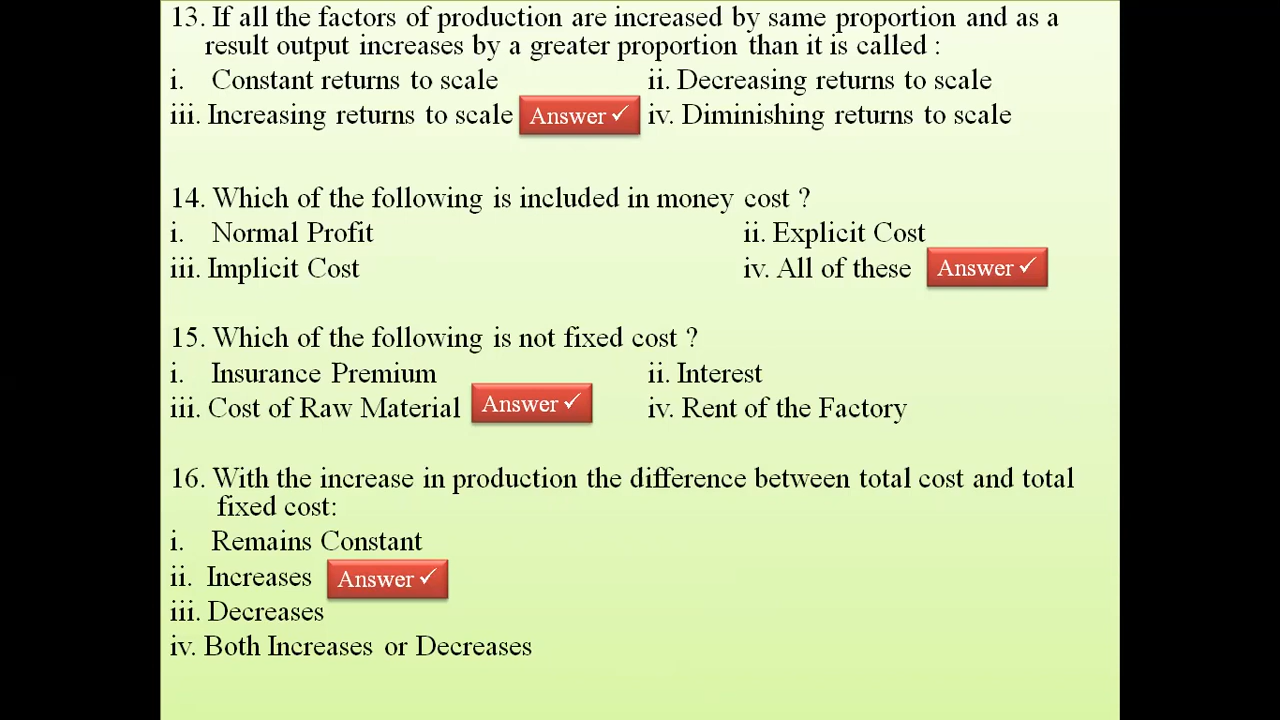 13. If all the factors of production are increased by same proportion and as a
result output increases by a greater proportion than it is called :
i. Constant returns to scale ii. Decreasing returns to scale
iii. Increasing returns to scale Answer ✓ iv. Diminishing returns to scale
14. Which of the following is included in money cost ?
i. Normal Profit ii. Explicit Cost
iii. Implicit Cost iv. All of these Answer ✓
15. Which of the following is not fixed cost ?
i. Insurance Premium ii. Interest
iii. Cost of Raw Material Answer ✓ iv. Rent of the Factory
16. With the increase in production the difference between total cost and total
fixed cost:
i. Remains Constant
ii. Increases Answer ✓
iii. Decreases
iv. Both Increases or Decreases